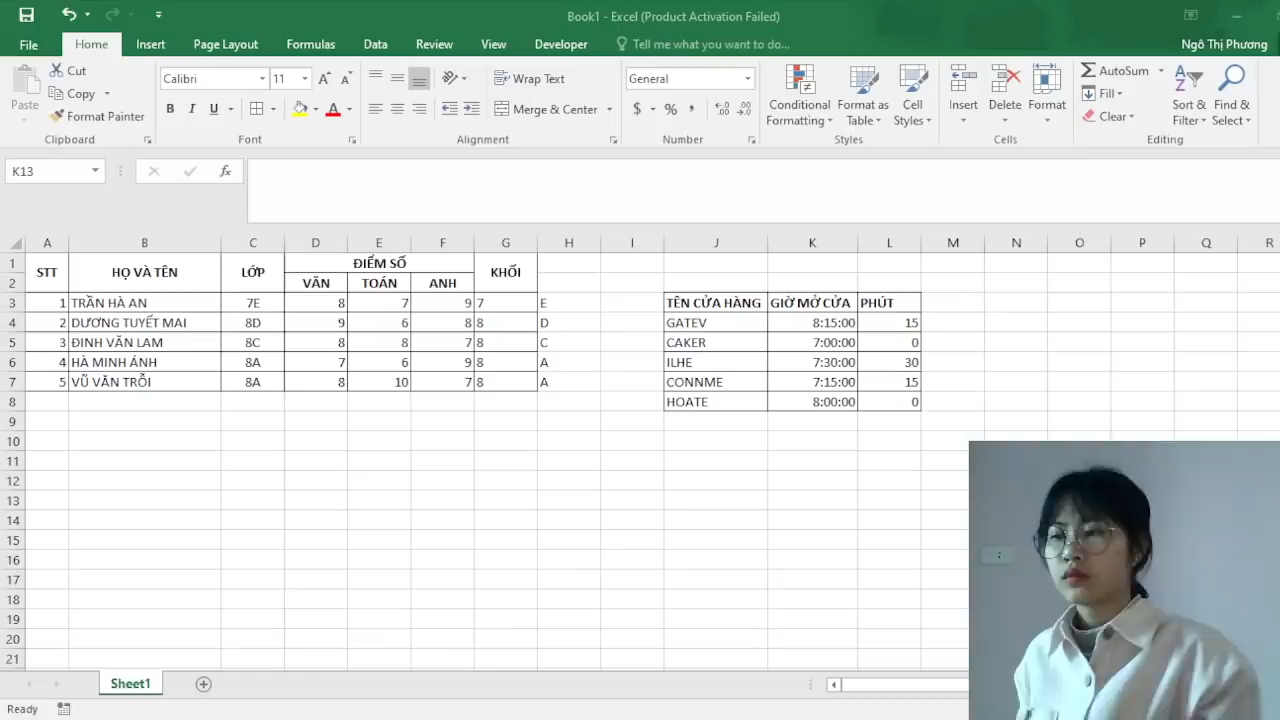 Book1 - Excel (Product Activation Failed)
File Home Insert Page Layout Formulas Data Review View Developer Tell me what you want to do... Ngô Thị Phương
Paste Cut Copy Format Painter Clipboard
Calibri 11 B I U A Font
Wrap Text Merge & Center Alignment
General $ % , Number
Conditional Formatting Format as Table Cell Styles Styles
Insert Delete Format Cells
AutoSum Fill Clear Sort & Filter Find & Select Editing
K13 fx
A B C D E F G H I J K L M N O P Q R
1 STT HỌ VÀ TÊN LỚP ĐIỂM SỐ KHỐI
2 VĂN TOÁN ANH
3 1 TRẦN HÀ AN 7E 8 7 9 7 E TÊN CỬA HÀNG GIỜ MỞ CỬA PHÚT
4 2 DƯƠNG TUYẾT MAI 8D 9 6 8 8 D GATEV 8:15:00 15
5 3 ĐINH VĂN LAM 8C 8 8 7 8 C CAKER 7:00:00 0
6 4 HÀ MINH ÁNH 8A 7 6 9 8 A ILHE 7:30:00 30
7 5 VŨ VĂN TRỖI 8A 8 10 7 8 A CONNME 7:15:00 15
8 HOATE 8:00:00 0
9
10
11
12
13
14
15
16
17
18
19
20
21
Sheet1
Ready